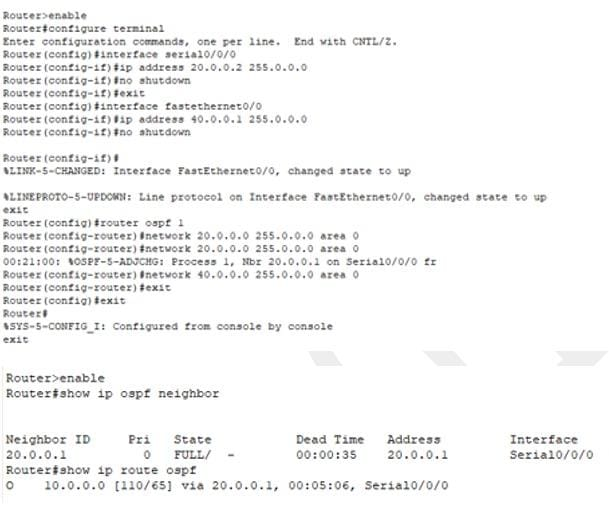 Router>enable
Router#configure terminal
Enter configuration commands, one per line.  End with CNTL/Z.
Router(config)#interface serial0/0/0
Router(config-if)#ip address 20.0.0.2 255.0.0.0
Router(config-if)#no shutdown
Router(config-if)#exit
Router(config)#interface fastethernet0/0
Router(config-if)#ip address 40.0.0.1 255.0.0.0
Router(config-if)#no shutdown
Router(config-if)#
%LINK-5-CHANGED: Interface FastEthernet0/0, changed state to up
%LINEPROTO-5-UPDOWN: Line protocol on Interface FastEthernet0/0, changed state to up
exit
Router(config)#router ospf 1
Router(config-router)#network 20.0.0.0 255.0.0.0 area 0
Router(config-router)#network 20.0.0.0 255.0.0.0 area 0
00:21:00: %OSPF-5-ADJCHG: Process 1, Nbr 20.0.0.1 on Serial0/0/0 fr
Router(config-router)#network 40.0.0.0 255.0.0.0 area 0
Router(config-router)#exit
Router(config)#exit
Router#
%SYS-5-CONFIG_I: Configured from console by console
exit
Router>enable
Router#show ip ospf neighbor
Neighbor ID     Pri   State           Dead Time   Address         Interface
20.0.0.1          0   FULL/  -        00:00:35    20.0.0.1        Serial0/0/0
Router#show ip route ospf
O    10.0.0.0 [110/65] via 20.0.0.1, 00:05:06, Serial0/0/0